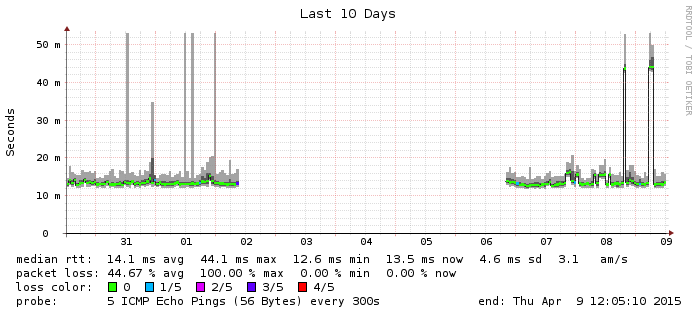 Last 10 Days
RRDTOOL / TOBI OETIKER
Seconds
50 m
40 m
30 m
20 m
10 m
0
31 01 02 03 04 05 06 07 08 09
median rtt: 14.1 ms avg 44.1 ms max 12.6 ms min 13.5 ms now 4.6 ms sd 3.1 am/s
packet loss: 44.67 % avg 100.00 % max 0.00 % min 0.00 % now
loss color: 0 1/5 2/5 3/5 4/5
probe: 5 ICMP Echo Pings (56 Bytes) every 300s end: Thu Apr 9 12:05:10 2015